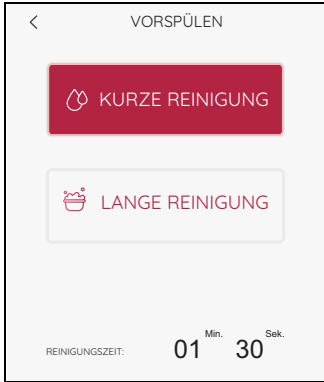 VORSPÜLEN
KURZE REINIGUNG
LANGE REINIGUNG
REINIGUNGSZEIT: 01 Min. 30 Sek.